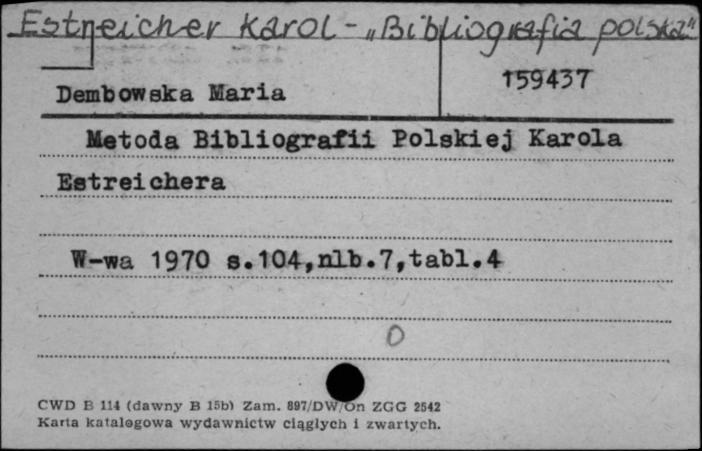 Estreicher Karol - „Bibliografia polska"
159437
Dembowska Maria
Metoda Bibliografii Polskiej Karola
Estreichera
W-wa 1970 s.104,nlb.7,tabl.4
0
CWD B 114 (dawny B 15b) Zam. 897/DW/On ZGG 2542
Karta katalogowa wydawnictw ciągłych i zwartych.